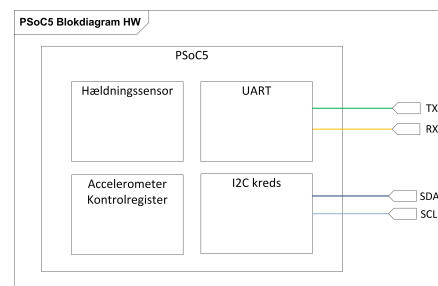 PSoC5 Blokdiagram HW
PSoC5
Hældningssensor
UART
TX
RX
Accelerometer
Kontrolregister
I2C kreds
SDA
SCL